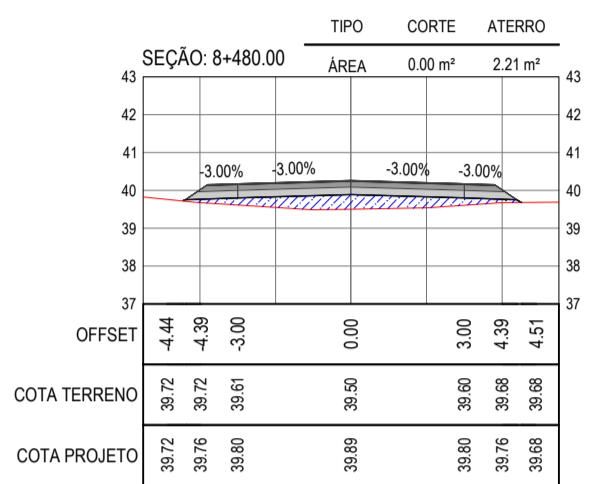 TIPO CORTE ATERRO
SEÇÃO: 8+480.00
ÁREA 0.00 m² 2.21 m²
43 43
42 42
41 41
-3.00% -3.00% -3.00% -3.00%
40 40
39 39
38 38
37 37
OFFSET -4.44 -4.39 -3.00 0.00 3.00 4.39 4.51
COTA TERRENO 39.72 39.72 39.61 39.50 39.60 39.68 39.68
COTA PROJETO 39.72 39.76 39.80 39.89 39.80 39.76 39.68